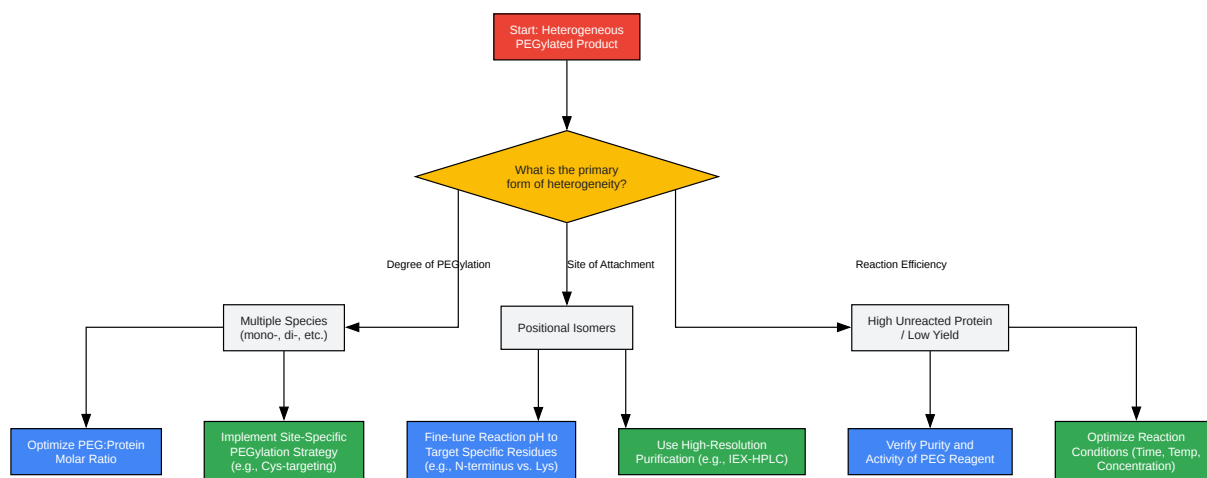 Start: Heterogeneous
PEGylated Product
What is the primary
form of heterogeneity?
Degree of PEGylation
Site of Attachment
Reaction Efficiency
Multiple Species
(mono-, di-, etc.)
Positional Isomers
High Unreacted Protein
/ Low Yield
Optimize PEG:Protein
Molar Ratio
Implement Site-Specific
PEGylation Strategy
(e.g., Cys-targeting)
Fine-tune Reaction pH to
Target Specific Residues
(e.g., N-terminus vs. Lys)
Use High-Resolution
Purification (e.g., IEX-HPLC)
Verify Purity and
Activity of PEG Reagent
Optimize Reaction
Conditions (Time, Temp,
Concentration)